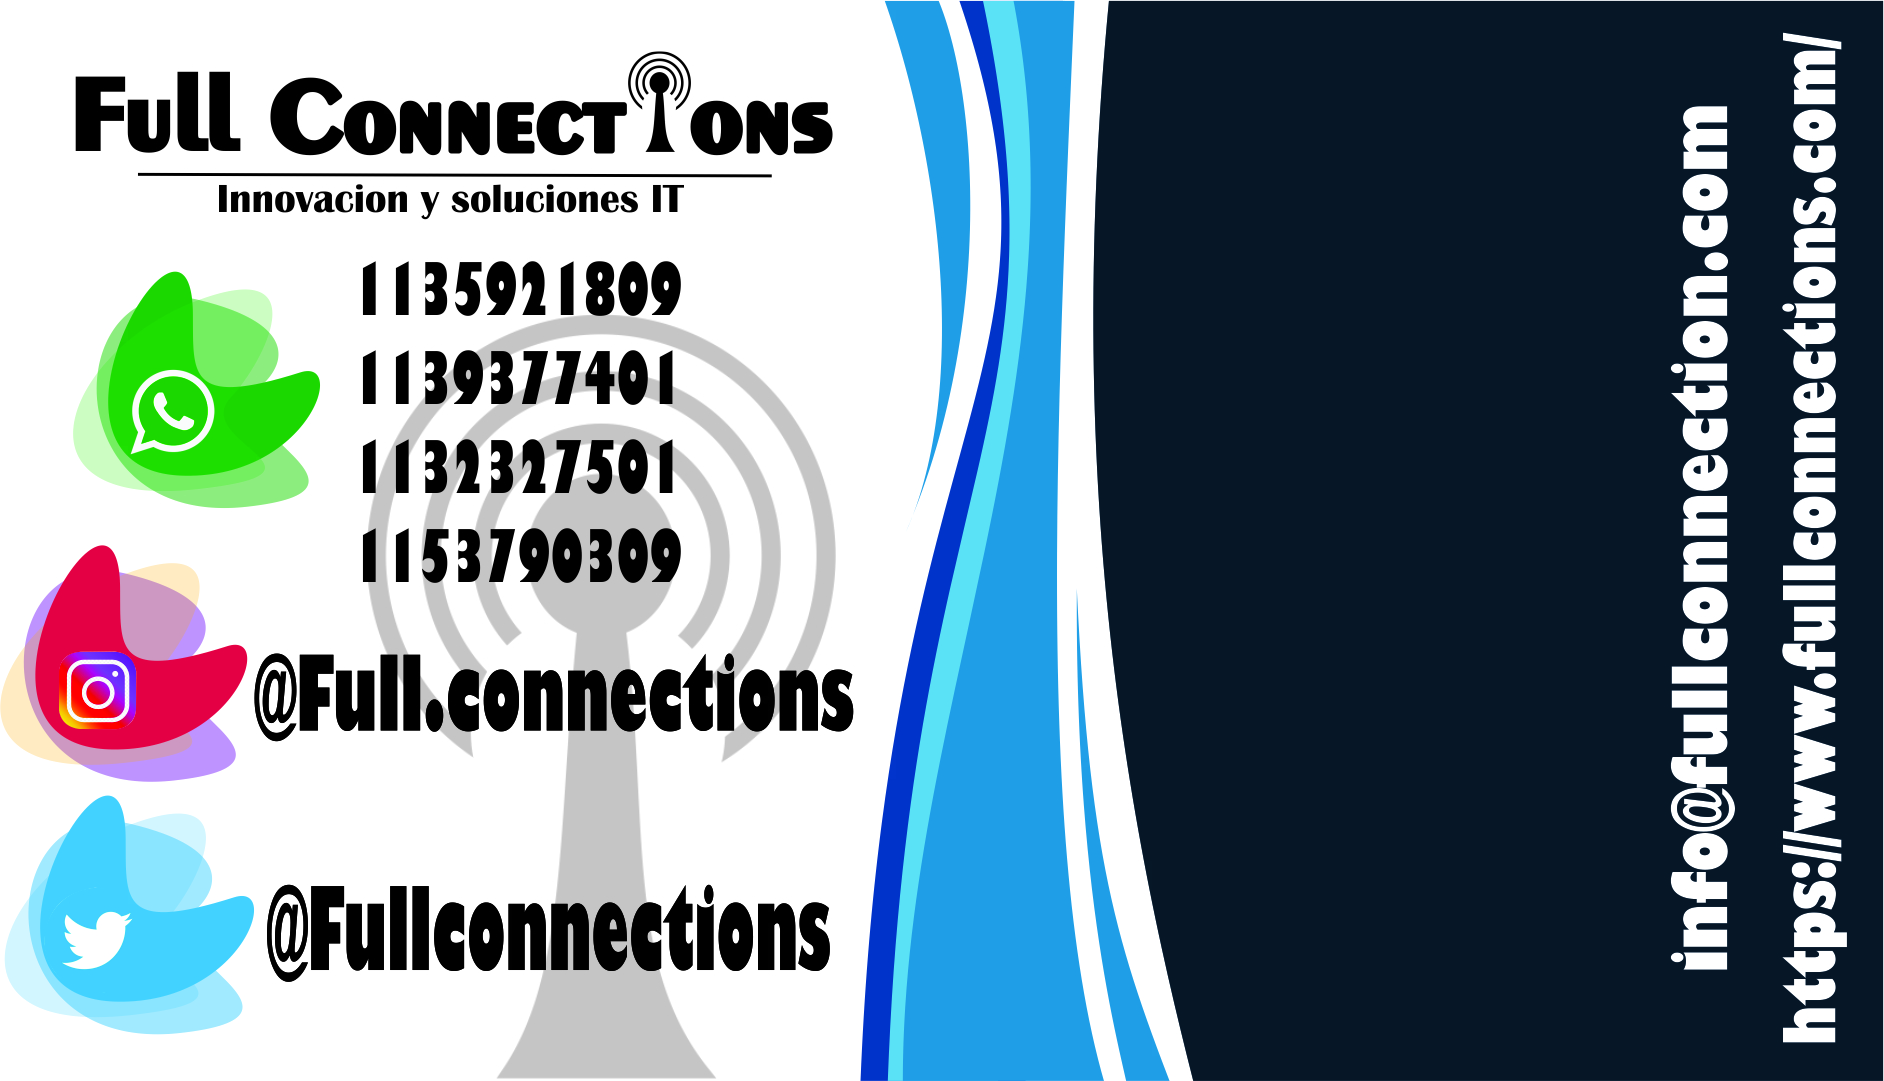 Full Connections
Innovacion y soluciones IT
1135921809
1139377401
1132327501
1153790309
@Full.connections
@Fullconnections
info@fullconnection.com
https://www.fullconnections.com/